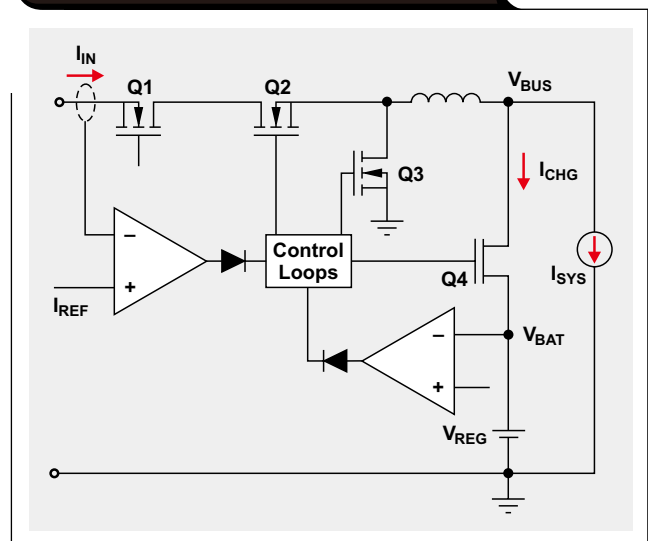 I_IN
Q1
Q2
V_BUS
Q3
I_CHG
−
+
Control
Loops
Q4
I_SYS
I_REF
−
+
V_BAT
V_REG